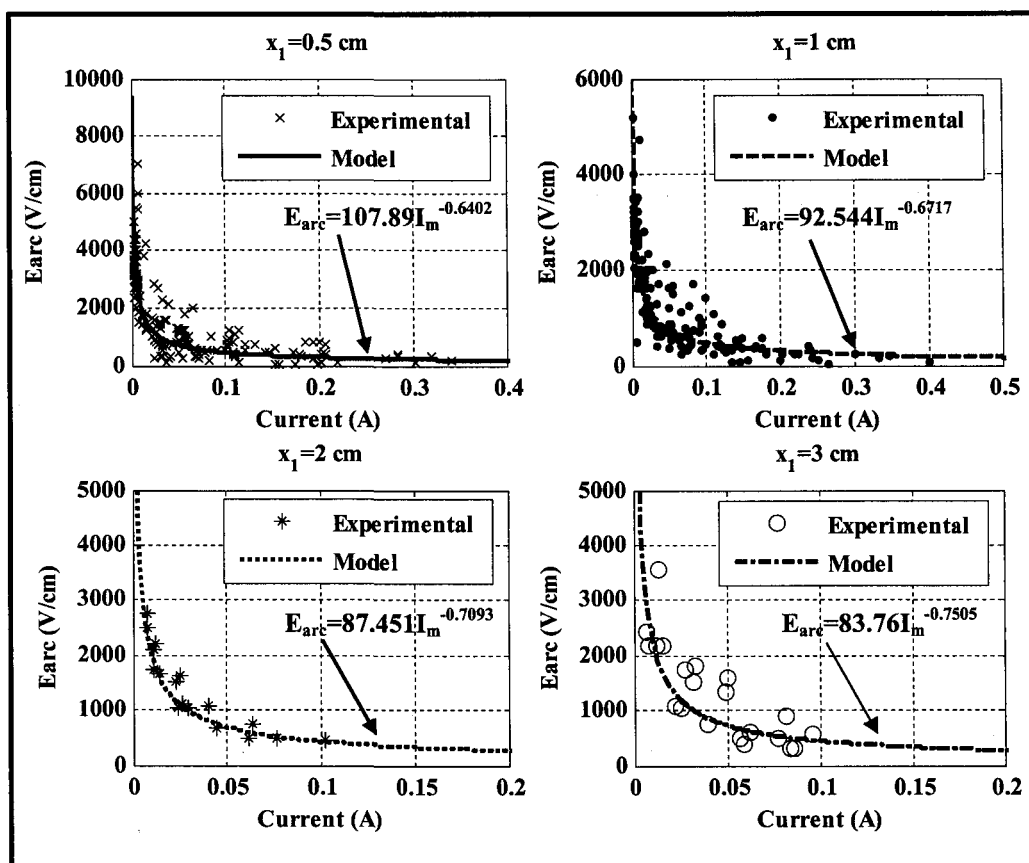 x1=0.5 cm
10000
8000
6000
4000
2000
0
Earc (V/cm)
Experimental
Model
Earc=107.89Im-0.6402
0 0.1 0.2 0.3 0.4
Current (A)
x1=1 cm
6000
4000
2000
0
Earc (V/cm)
Experimental
Model
Earc=92.544Im-0.6717
0 0.1 0.2 0.3 0.4 0.5
Current (A)
x1=2 cm
5000
4000
3000
2000
1000
0
Earc (V/cm)
Experimental
Model
Earc=87.451Im-0.7093
0 0.05 0.1 0.15 0.2
Current (A)
x1=3 cm
5000
4000
3000
2000
1000
0
Earc (V/cm)
Experimental
Model
Earc=83.76Im-0.7505
0 0.05 0.1 0.15 0.2
Current (A)